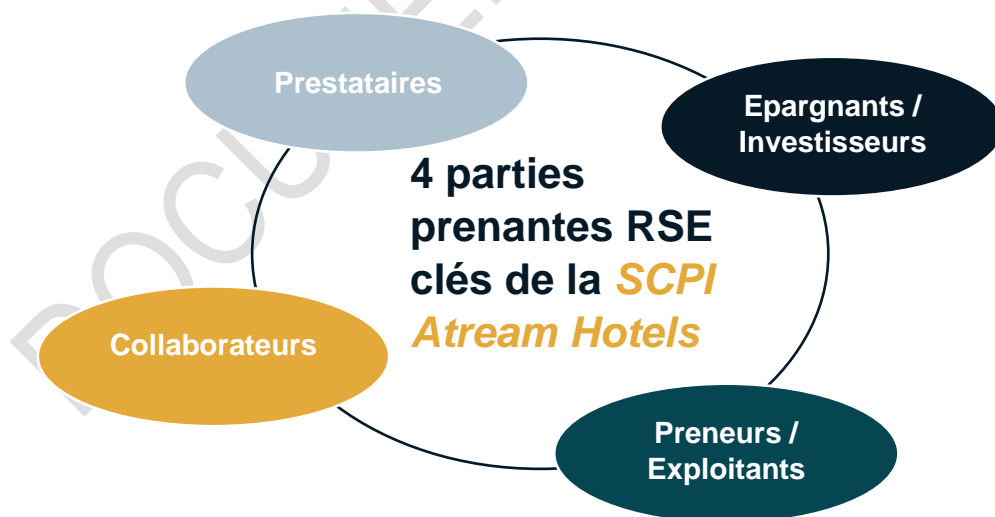 Prestataires
Epargnants /
Investisseurs
4 parties
prenantes RSE
clés de la SCPI
Atream Hotels
Collaborateurs
Preneurs /
Exploitants